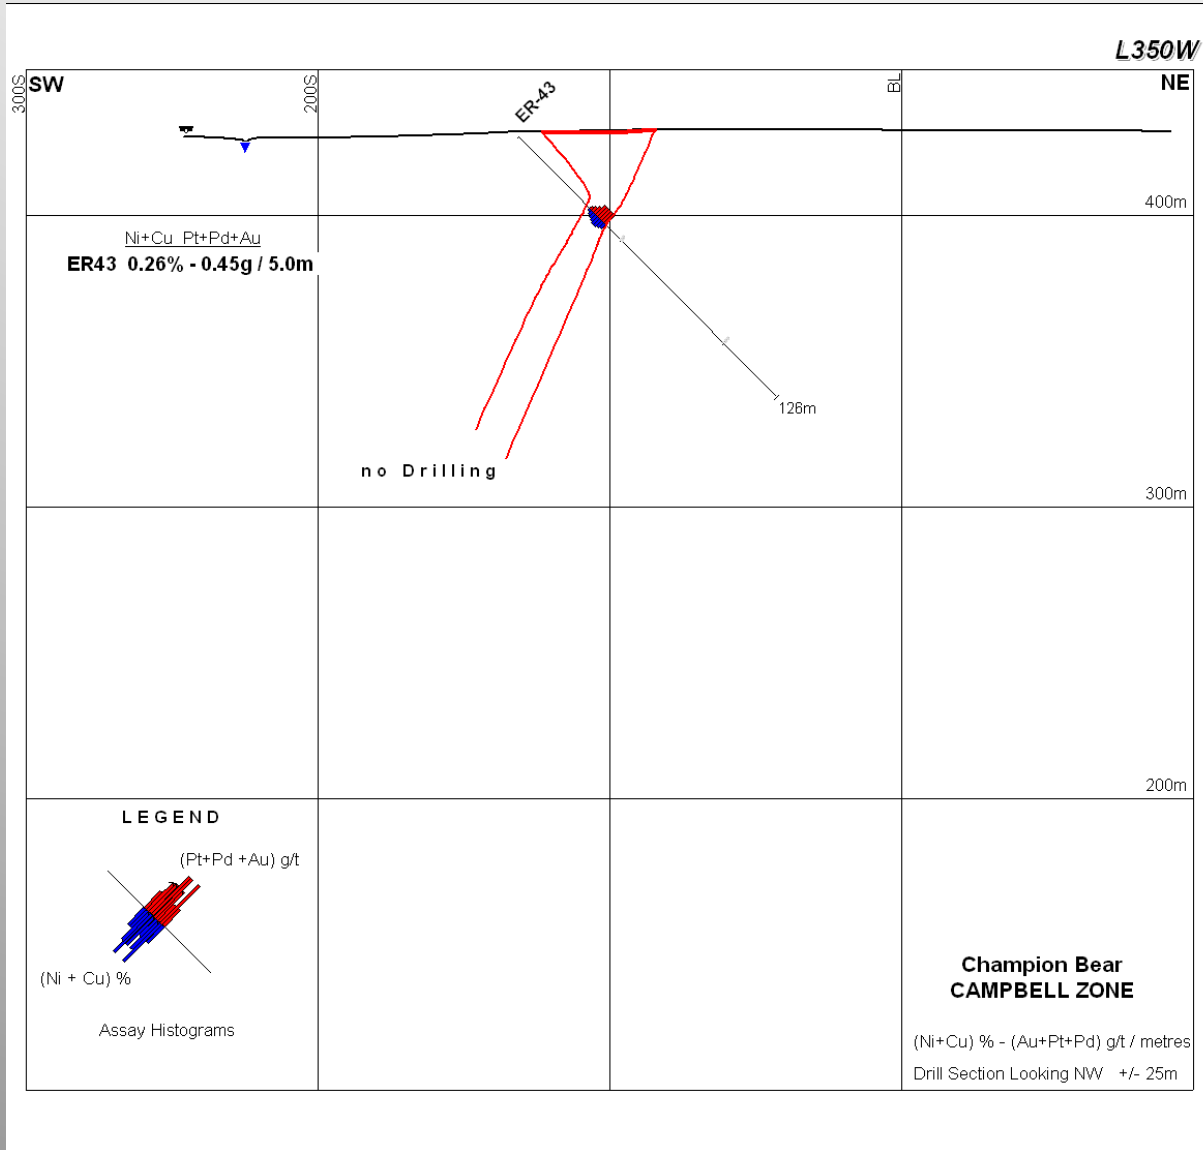 L350W
300S
SW
200S
ER-43
BL
NE
400m
Ni+Cu Pt+Pd+Au
ER43 0.26% - 0.45g / 5.0m
126m
no Drilling
300m
200m
LEGEND
(Pt+Pd +Au) g/t
(Ni + Cu) %
Assay Histograms
Champion Bear
CAMPBELL ZONE
(Ni+Cu) % - (Au+Pt+Pd) g/t / metres
Drill Section Looking NW +/- 25m